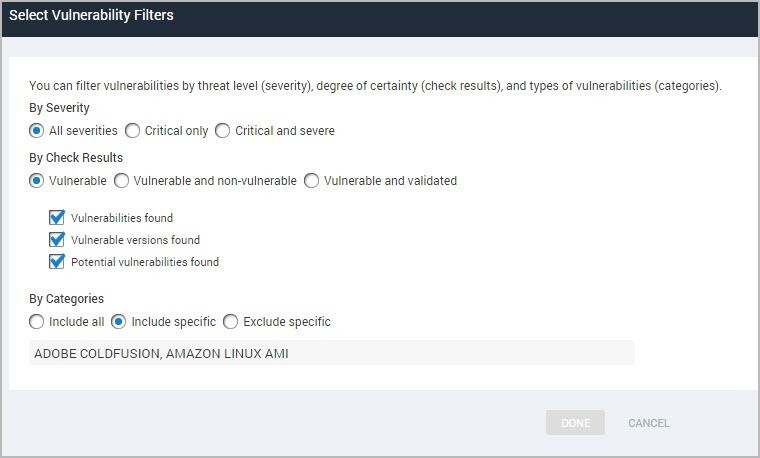 Select Vulnerability Filters
You can filter vulnerabilities by threat level (severity), degree of certainty (check results), and types of vulnerabilities (categories).
By Severity
All severities Critical only Critical and severe
By Check Results
Vulnerable Vulnerable and non-vulnerable Vulnerable and validated
Vulnerabilities found
Vulnerable versions found
Potential vulnerabilities found
By Categories
Include all Include specific Exclude specific
ADOBE COLDFUSION, AMAZON LINUX AMI
DONE CANCEL